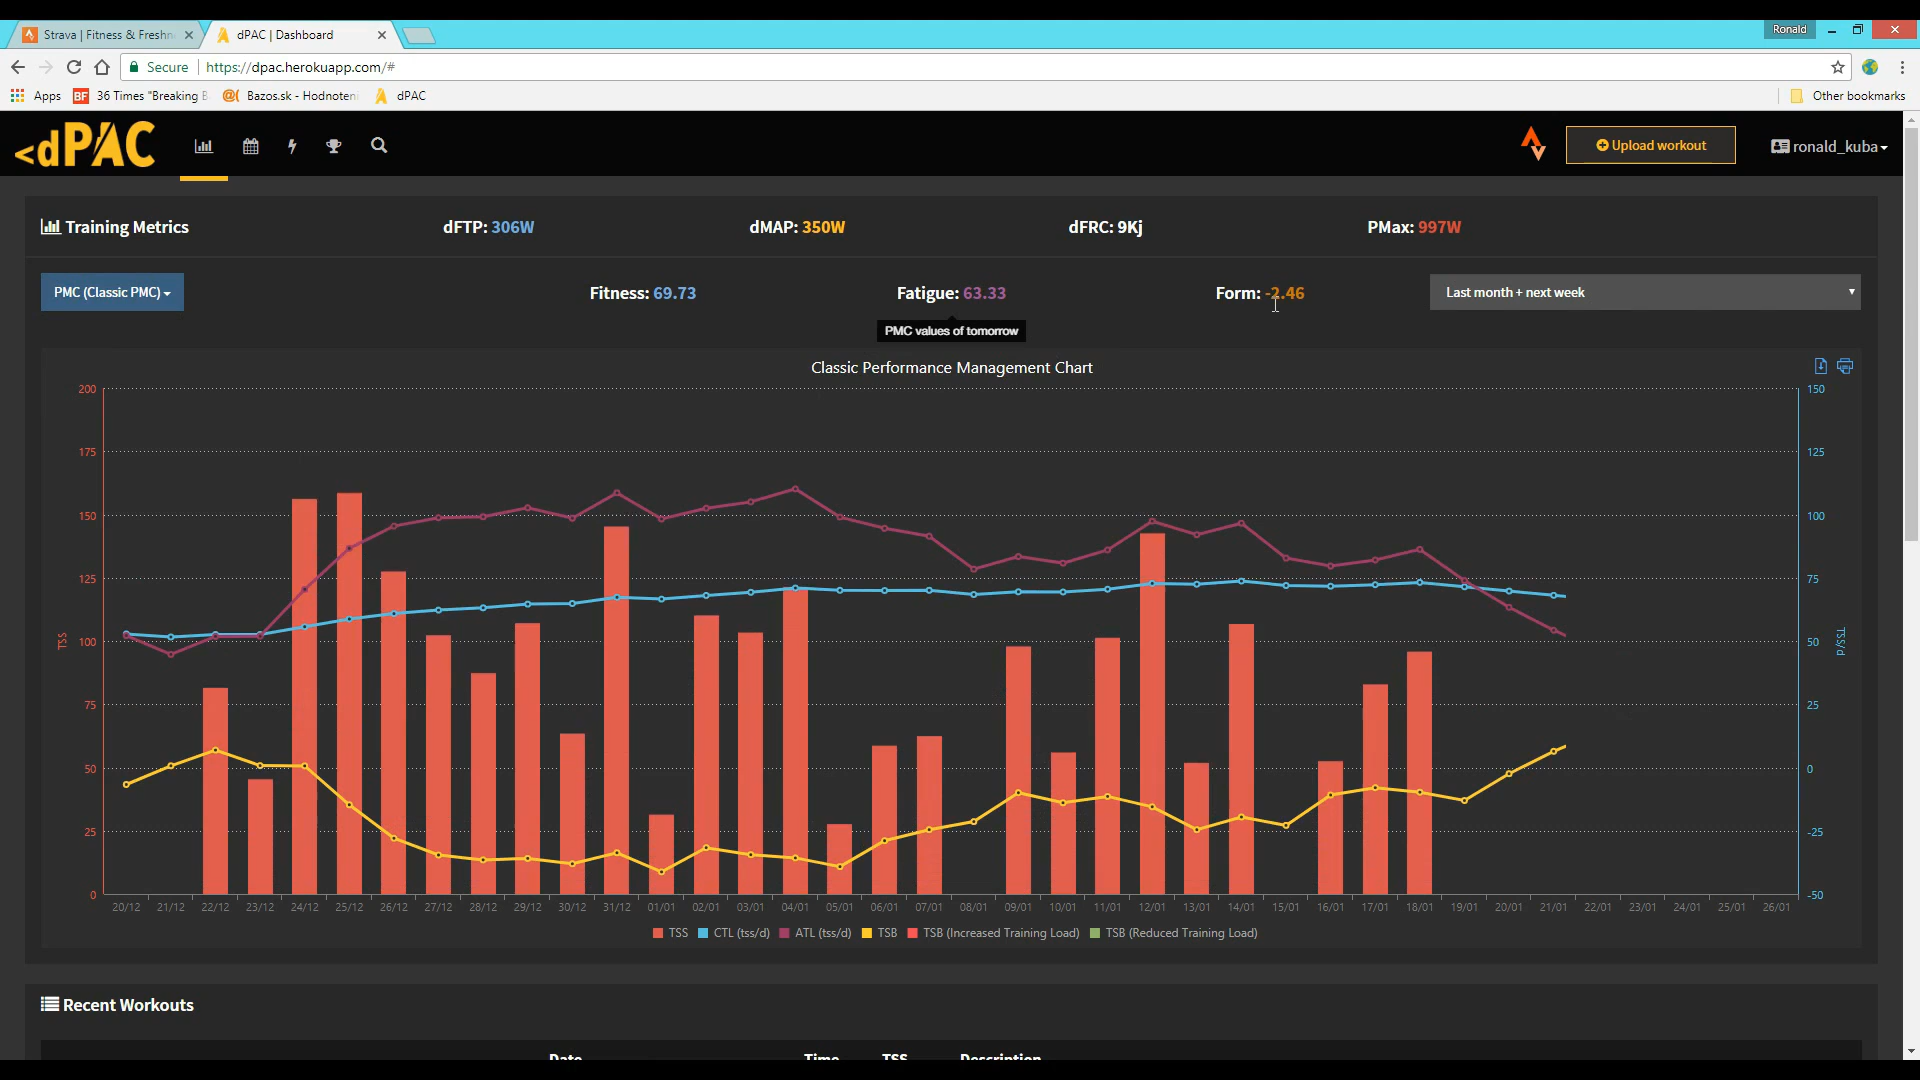 Strava | Fitness & Freshn
dPAC | Dashboard
Ronald
Secure
https://dpac.herokuapp.com/#
Apps
36 Times "Breaking B
Bazos.sk - Hodnoteni
dPAC
Other bookmarks
<dPAC
Upload workout
ronald_kuba
Training Metrics
dFTP: 306W
dMAP: 350W
dFRC: 9Kj
PMax: 997W
PMC (Classic PMC)
Fitness: 69.73
Fatigue: 63.33
Form: -2.46
Last month + next week
PMC values of tomorrow
Classic Performance Management Chart
200
175
150
125
100
75
50
25
0
TSS
150
125
100
75
50
25
0
-25
-50
TSS/d
20/12 21/12 22/12 23/12 24/12 25/12 26/12 27/12 28/12 29/12 30/12 31/12 01/01 02/01 03/01 04/01 05/01 06/01 07/01 08/01 09/01 10/01 11/01 12/01 13/01 14/01 15/01 16/01 17/01 18/01 19/01 20/01 21/01 22/01 23/01 24/01 25/01 26/01
TSS CTL (tss/d) ATL (tss/d) TSB TSB (Increased Training Load) TSB (Reduced Training Load)
Recent Workouts
Date Time TSS Description